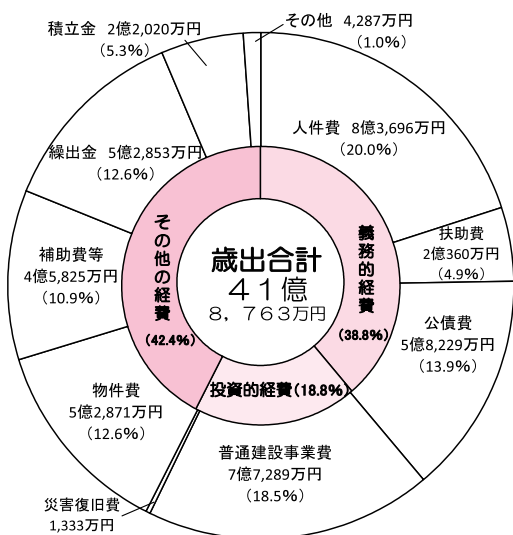 その他 4,287万円
(1.0%)
積立金 2億2,020万円
(5.3%)
人件費 8億3,696万円
(20.0%)
繰出金 5億2,853万円
(12.6%)
扶助費
2億360万円
(4.9%)
補助費等
4億5,825万円
(10.9%)
公債費
5億8,229万円
(13.9%)
物件費
5億2,871万円
(12.6%)
普通建設事業費
7億7,289万円
(18.5%)
災害復旧費
1,333万円
その他の経費
(42.4%)
義務的経費
(38.8%)
投資的経費(18.8%)
歳出合計
41億
8,763万円